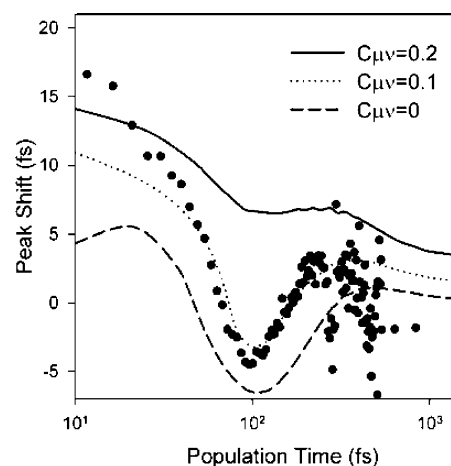 20
15
10
5
0
-5
Peak Shift (fs)
Cμν=0.2
Cμν=0.1
Cμν=0
10¹
10²
10³
Population Time (fs)